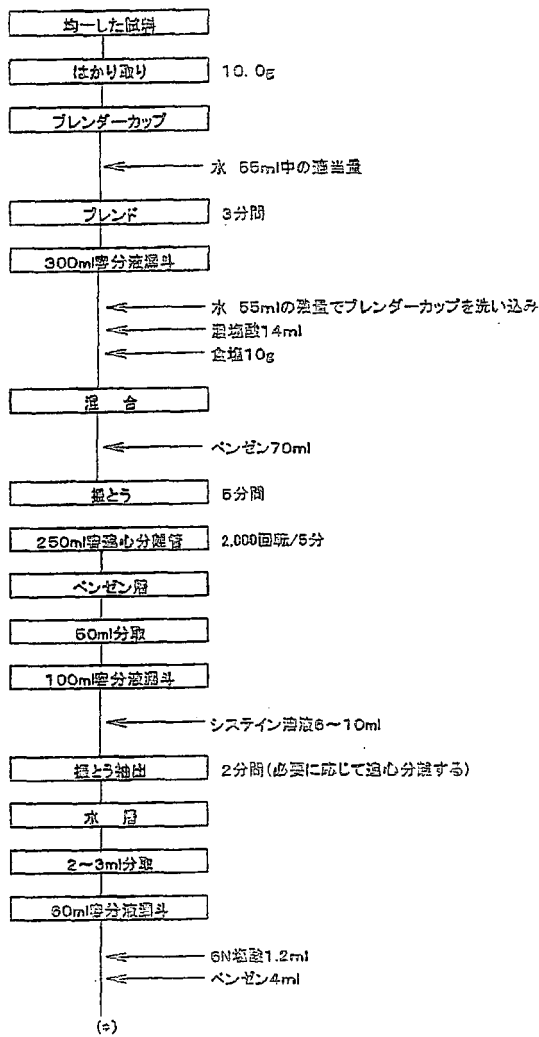 均一した試料
はかり取り 10.0g
ブレンダーカップ
水 55ml中の適当量
ブレンド 3分間
300ml容分液漏斗
水 55mlの残量でブレンダーカップを洗い込み
濃塩酸14ml
食塩10g
混 合
ベンゼン70ml
振とう 5分間
250ml容遠心分離管 2,000回転/5分
ベンゼン層
50ml分取
100ml容分液漏斗
システイン溶液6~10ml
振とう抽出 2分間(必要に応じて遠心分離する)
水 層
2~3ml分取
60ml容分液漏斗
6N塩酸1.2ml
ベンゼン4ml